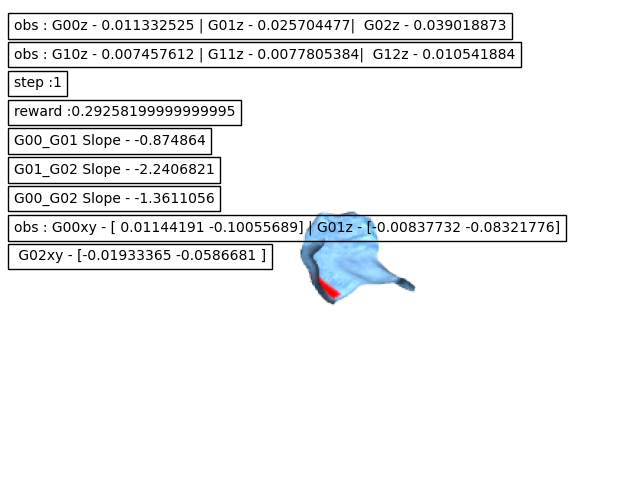 obs : G00z - 0.011332525 | G01z - 0.025704477|  G02z - 0.039018873
obs : G10z - 0.007457612 | G11z - 0.0077805384|  G12z - 0.010541884
step :1
reward :0.29258199999999995
G00_G01 Slope - -0.874864
G01_G02 Slope - -2.2406821
G00_G02 Slope - -1.3611056
obs : G00xy - [ 0.01144191 -0.10055689] | G01z - [-0.00837732 -0.08321776]
G02xy - [-0.01933365 -0.0586681 ]